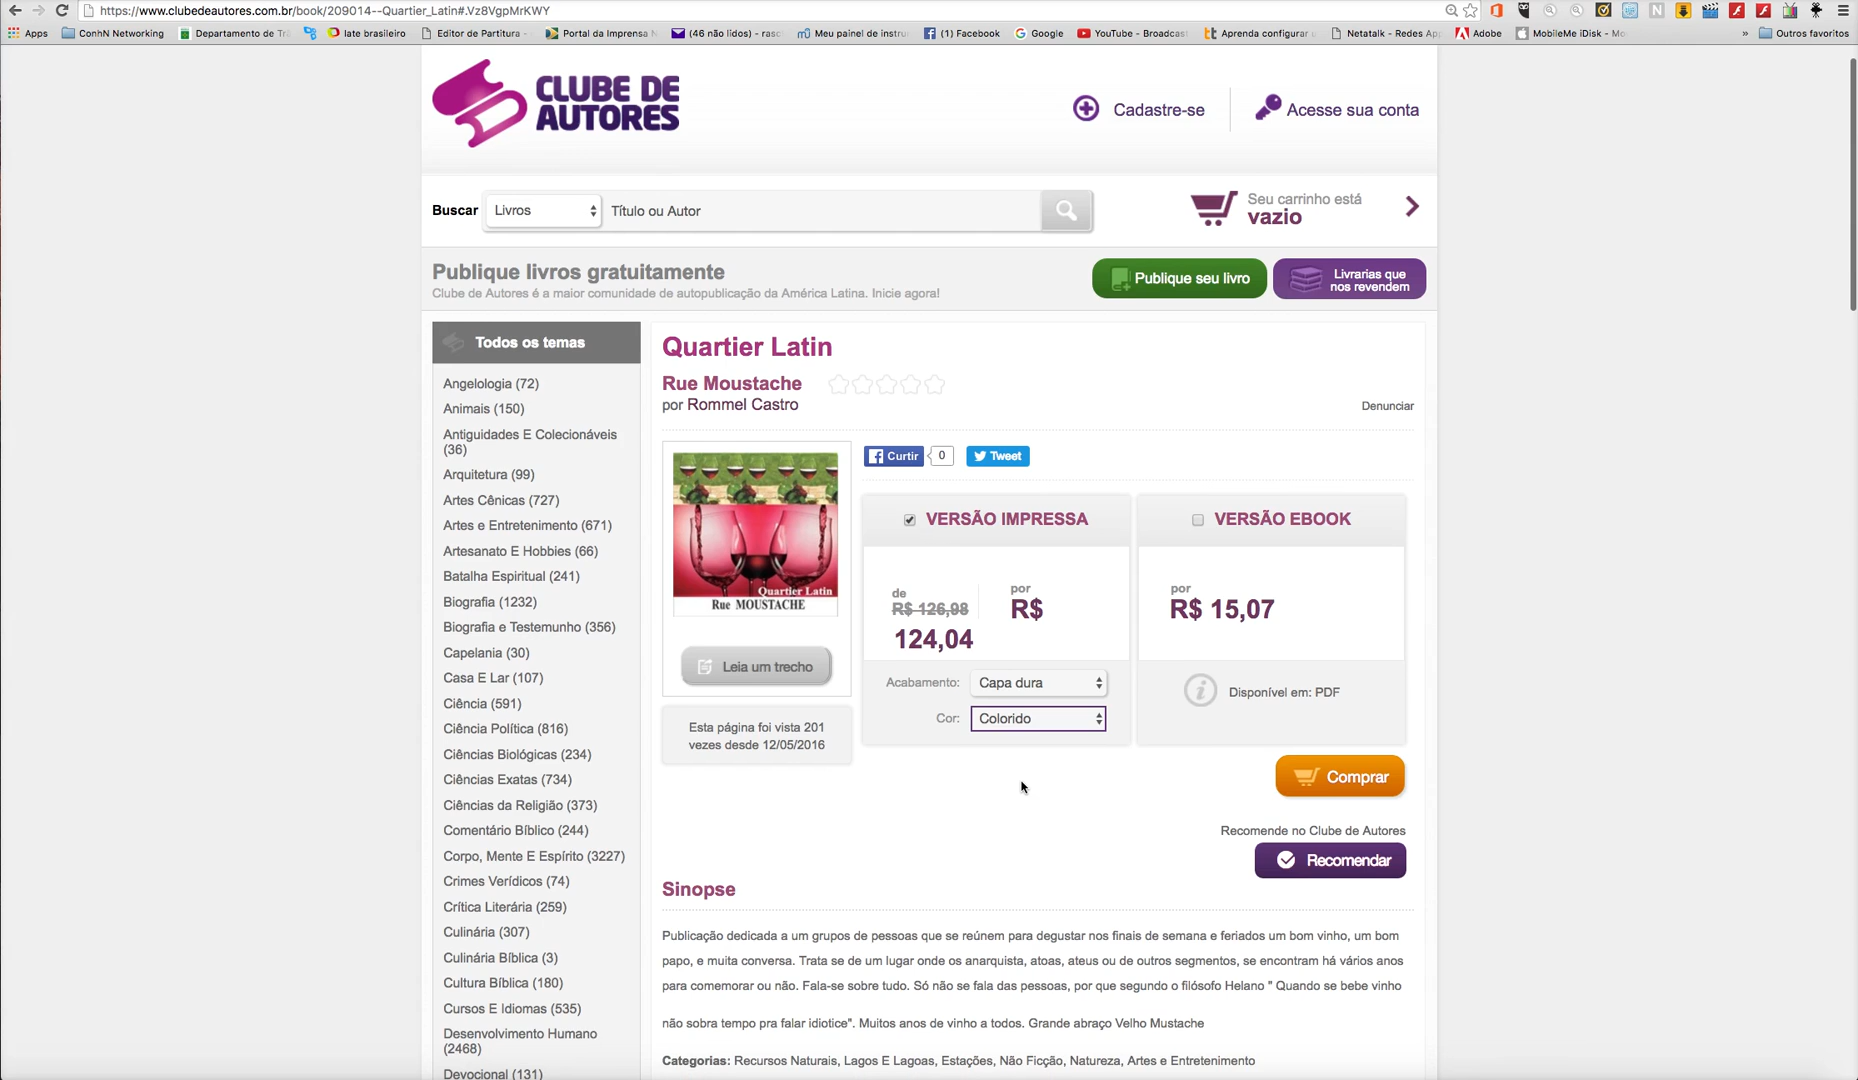 https://www.clubedeautores.com.br/book/209014--Quartier_Latin#.Vz8VgpMrKWY
Apps
ConhN Networking
Departamento de Tr
Iate brasileiro
Editor de Partitura -
Portal da Imprensa N
(46 não lidos) - rasc
Meu painel de instru
(1) Facebook
Google
YouTube - Broadcast
Aprenda configurar
Netatalk - Redes Ap
Adobe
MobileMe iDisk - Mo
»
Outros favoritos
CLUBE DE
AUTORES
Cadastre-se
Acesse sua conta
Buscar
Livros
Título ou Autor
Seu carrinho está
vazio
Publique livros gratuitamente
Clube de Autores é a maior comunidade de autopublicação da América Latina. Inicie agora!
Publique seu livro
Livrarias que
nos revendem
Todos os temas
Angelologia (72)
Animais (150)
Antiguidades E Colecionáveis
(36)
Arquitetura (99)
Artes Cênicas (727)
Artes e Entretenimento (671)
Artesanato E Hobbies (66)
Batalha Espiritual (241)
Biografia (1232)
Biografia e Testemunho (356)
Capelania (30)
Casa E Lar (107)
Ciência (591)
Ciência Política (816)
Ciências Biológicas (234)
Ciências Exatas (734)
Ciências da Religião (373)
Comentário Bíblico (244)
Corpo, Mente E Espírito (3227)
Crimes Verídicos (74)
Crítica Literária (259)
Culinária (307)
Culinária Bíblica (3)
Cultura Bíblica (180)
Cursos E Idiomas (535)
Desenvolvimento Humano
(2468)
Devocional (131)
Quartier Latin
Rue Moustache
por Rommel Castro
Denunciar
Quartier Latin
Rue MOUSTACHE
Leia um trecho
Esta página foi vista 201
vezes desde 12/05/2016
Curtir
0
Tweet
VERSÃO IMPRESSA
de
R$ 126,98
por
R$
124,04
Acabamento:
Capa dura
Cor:
Colorido
VERSÃO EBOOK
por
R$ 15,07
Disponível em: PDF
Comprar
Recomende no Clube de Autores
Recomendar
Sinopse
Publicação dedicada a um grupos de pessoas que se reúnem para degustar nos finais de semana e feriados um bom vinho, um bom
papo, e muita conversa. Trata se de um lugar onde os anarquista, atoas, ateus ou de outros segmentos, se encontram há vários anos
para comemorar ou não. Fala-se sobre tudo. Só não se fala das pessoas, por que segundo o filósofo Helano " Quando se bebe vinho
não sobra tempo pra falar idiotice". Muitos anos de vinho a todos. Grande abraço Velho Mustache
Categorias: Recursos Naturais, Lagos E Lagoas, Estações, Não Ficção, Natureza, Artes e Entretenimento